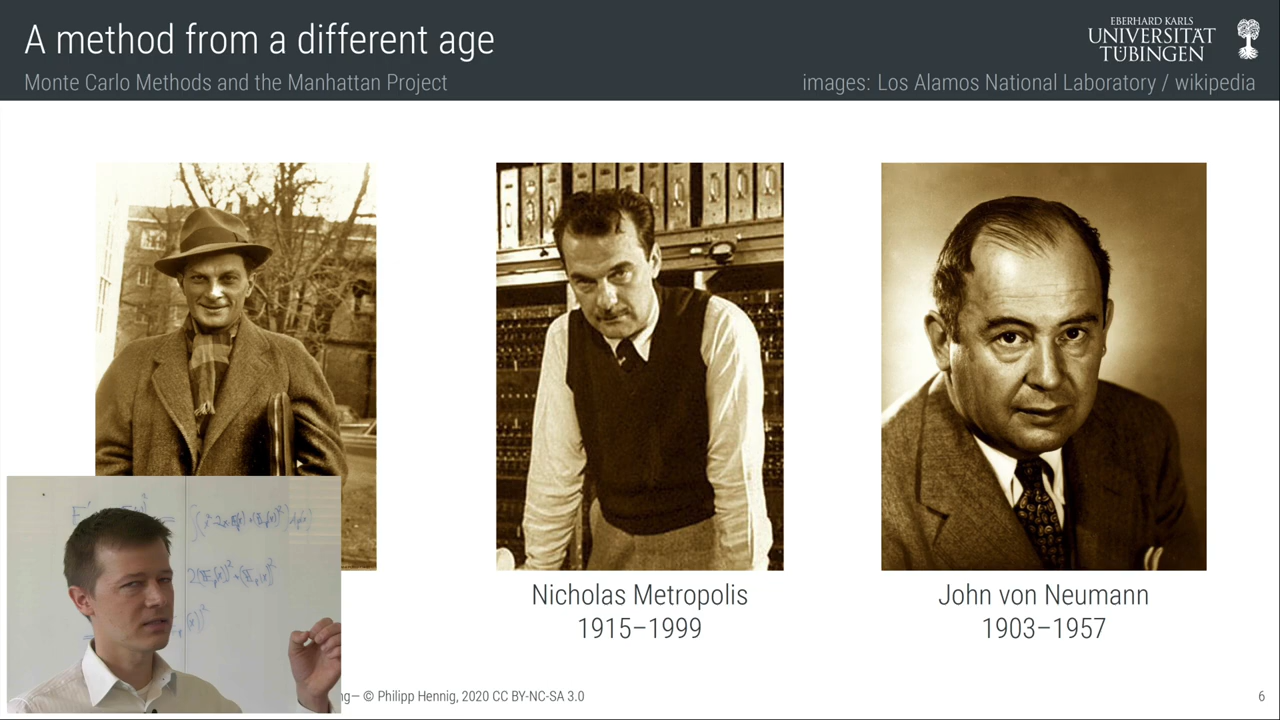 A method from a different age
Monte Carlo Methods and the Manhattan Project
EBERHARD KARLS
UNIVERSITÄT
TÜBINGEN
images: Los Alamos National Laboratory / wikipedia
Nicholas Metropolis
1915–1999
John von Neumann
1903–1957
© Philipp Hennig, 2020 CC BY-NC-SA 3.0
6